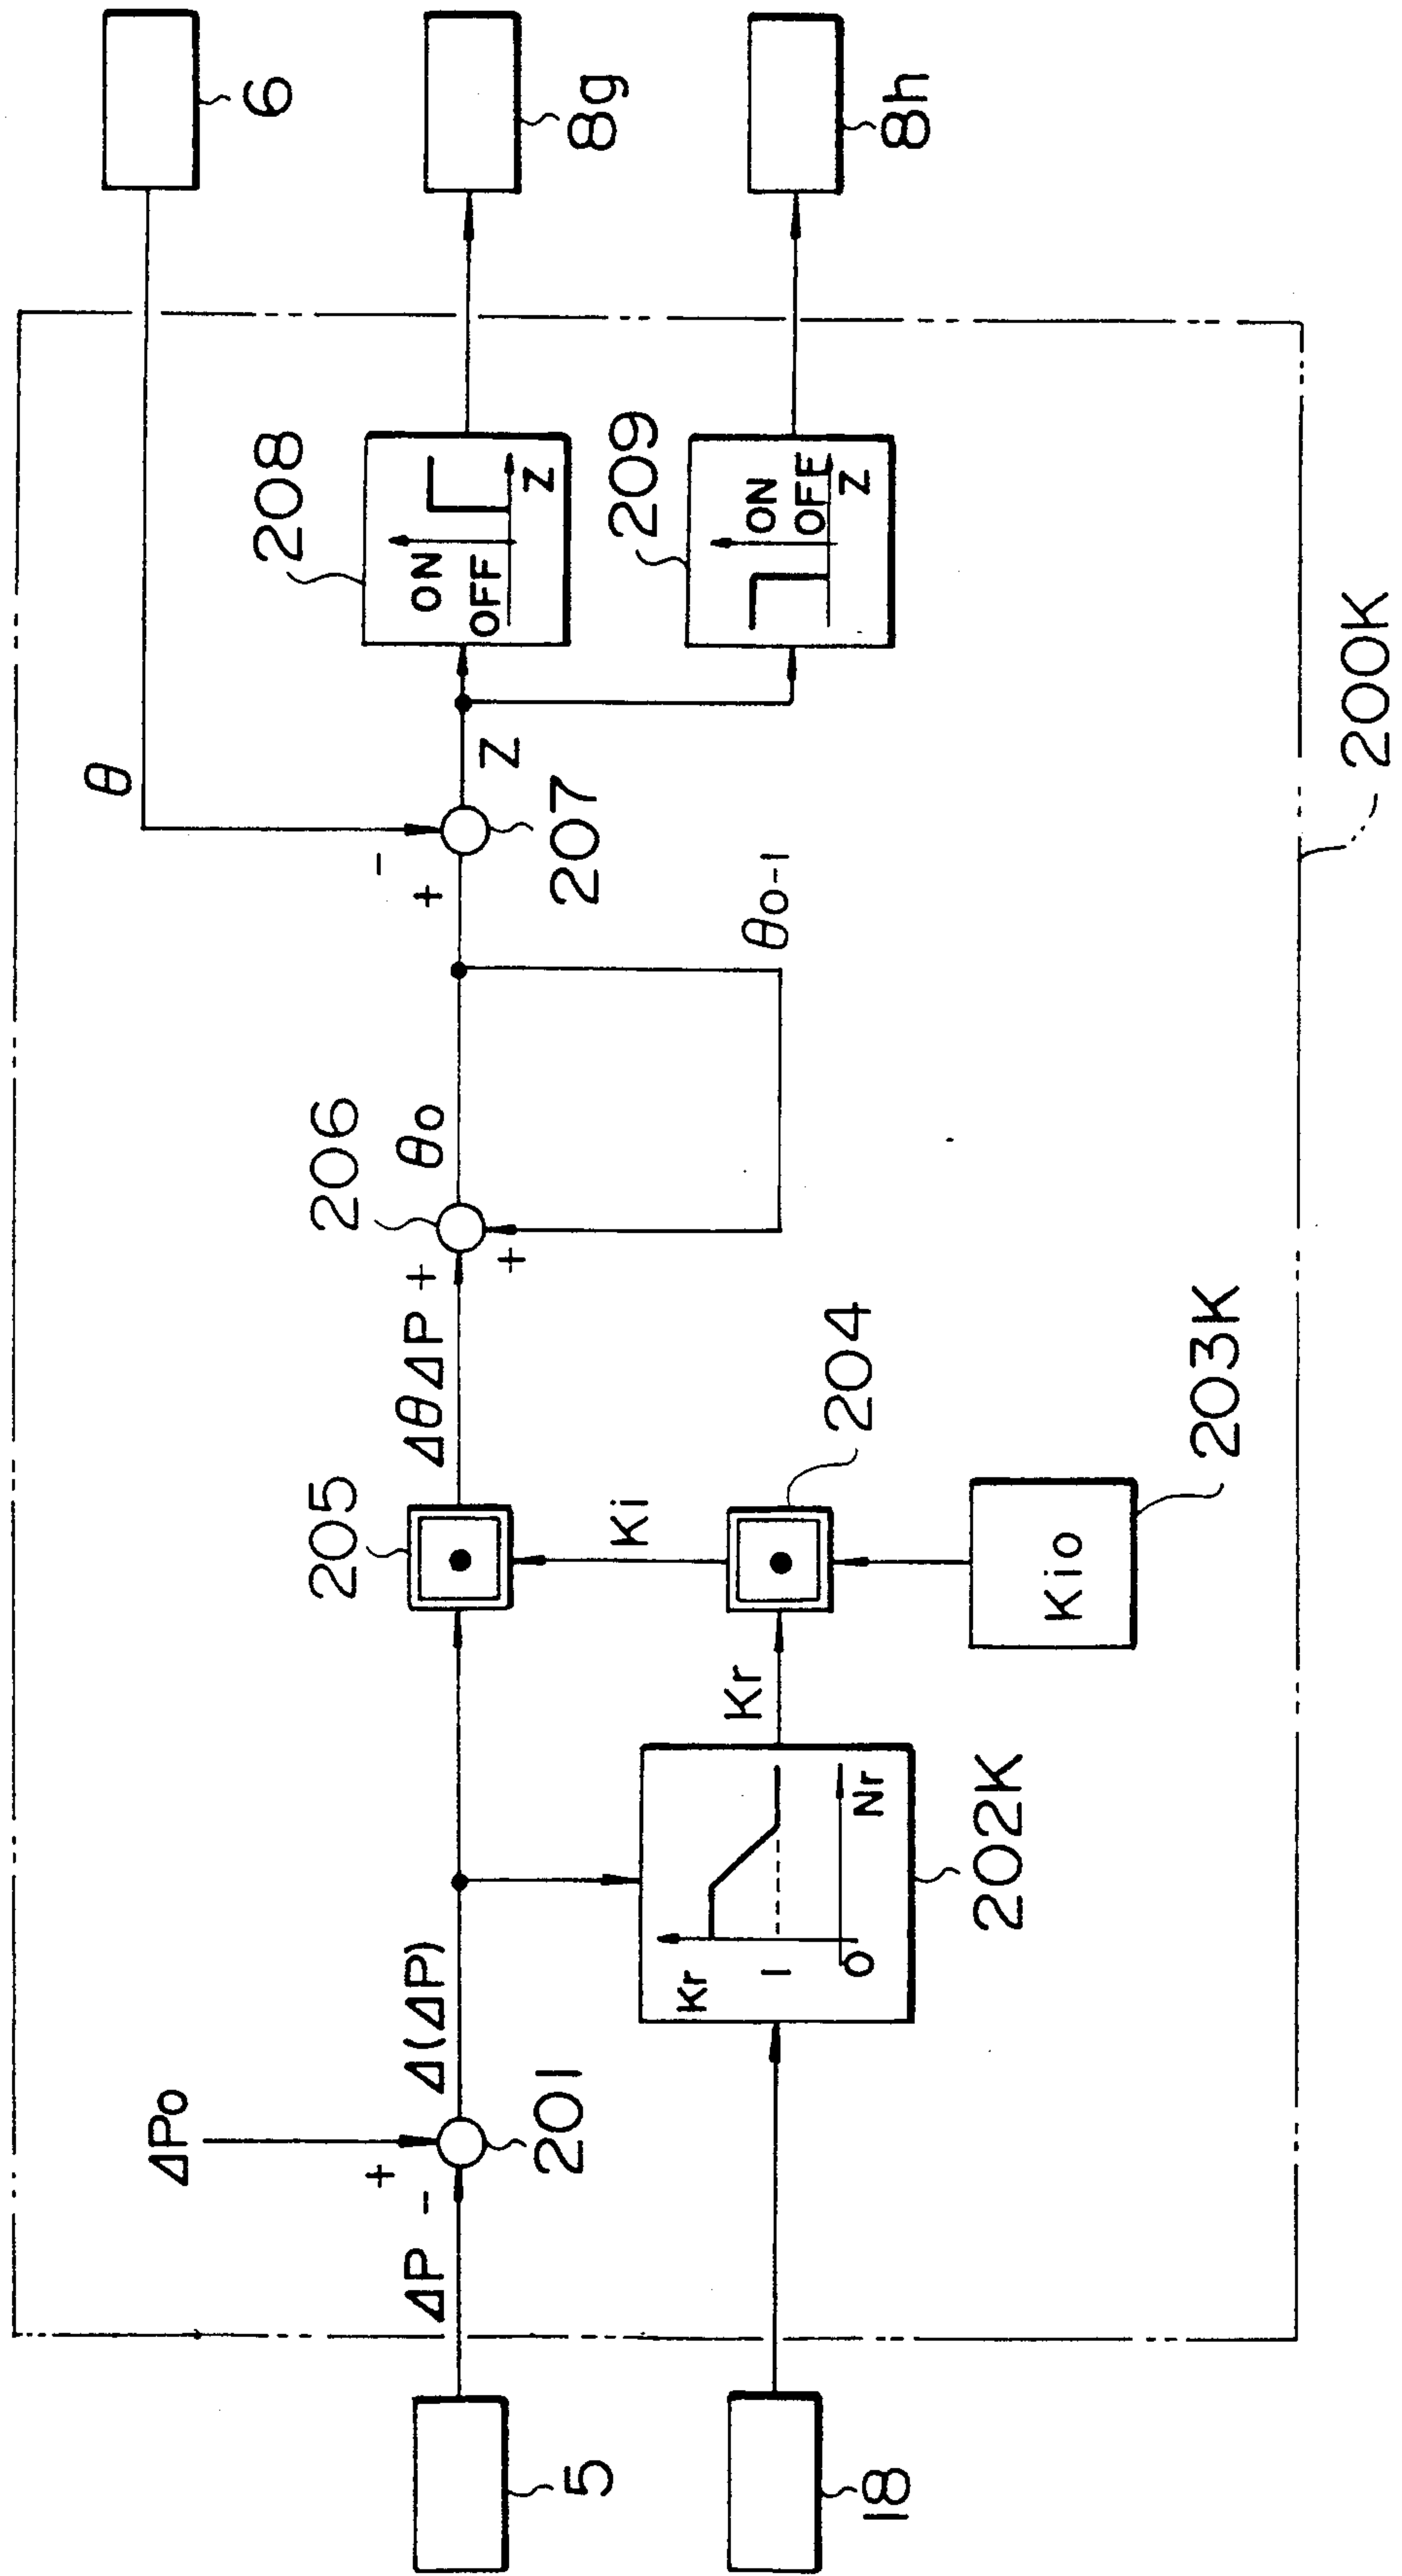 5
18
ΔP
-
+
ΔPo
201
Δ(ΔP)
Kr
1
O
Nr
202K
Kr
Kio
203K
204
Ki
205
ΔθΔP
+
+
206
θo
θo-1
+
-
207
θ
Z
208
ON
OFF
Z
209
ON
OFF
Z
6
8g
8h
200K